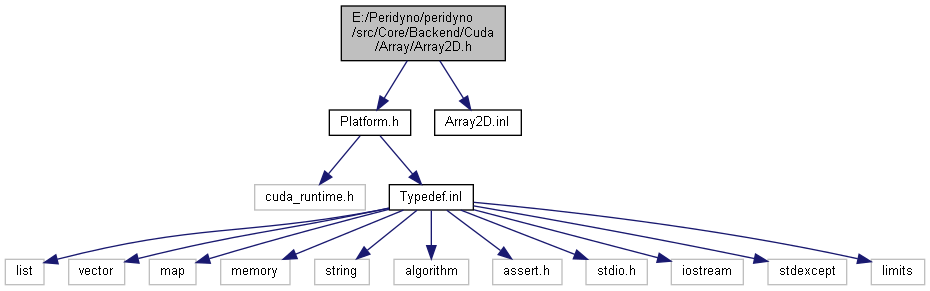 E:/Peridyno/peridyno
/src/Core/Backend/Cuda
/Array/Array2D.h
Platform.h
Array2D.inl
cuda_runtime.h
Typedef.inl
list
vector
map
memory
string
algorithm
assert.h
stdio.h
iostream
stdexcept
limits